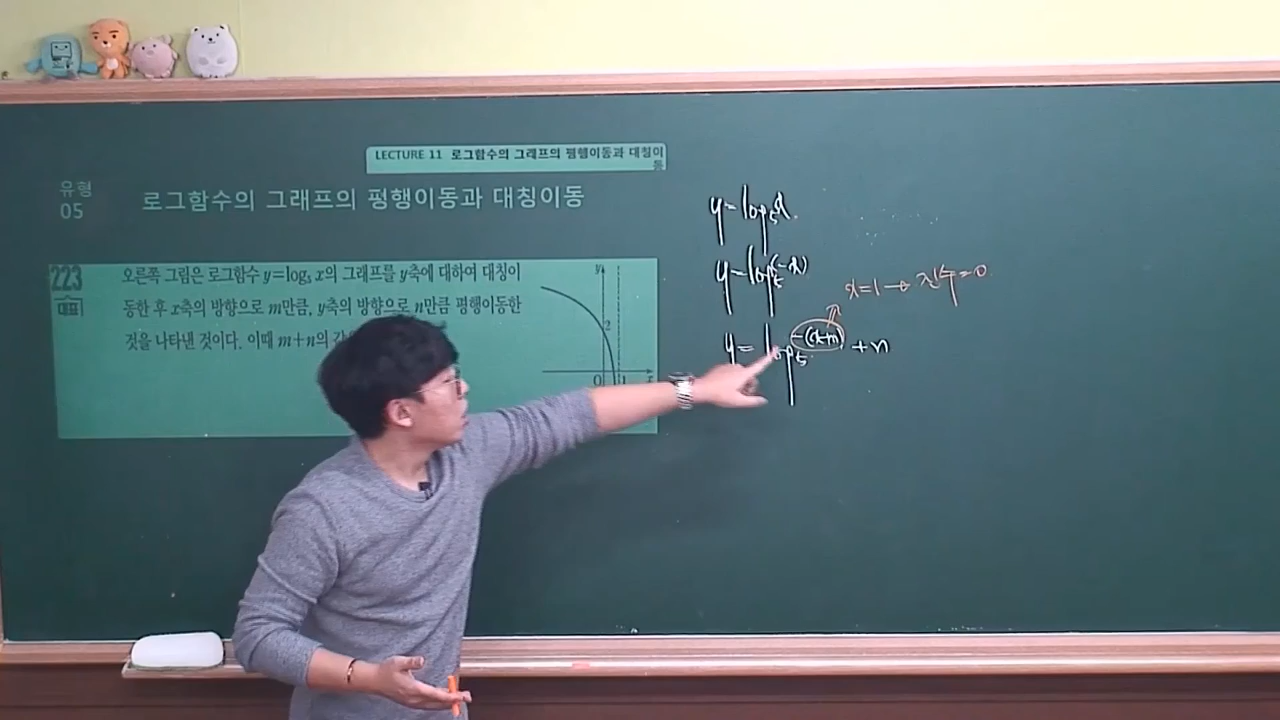 LECTURE 11 로그함수의 그래프의 평행이동과 대칭이
동
유형
05
로그함수의 그래프의 평행이동과 대칭이동
223
대표
오른쪽 그림은 로그함수 y=log₅ x의 그래프를 y축에 대하여 대칭이
동한 후 x축의 방향으로 m만큼, y축의 방향으로 n만큼 평행이동한
것을 나타낸 것이다. 이때 m+n의
y
2
O
1
x
y=log₅x
y=log₅(-x)
x=1→진수=0
y=log₅-(x-m)+n